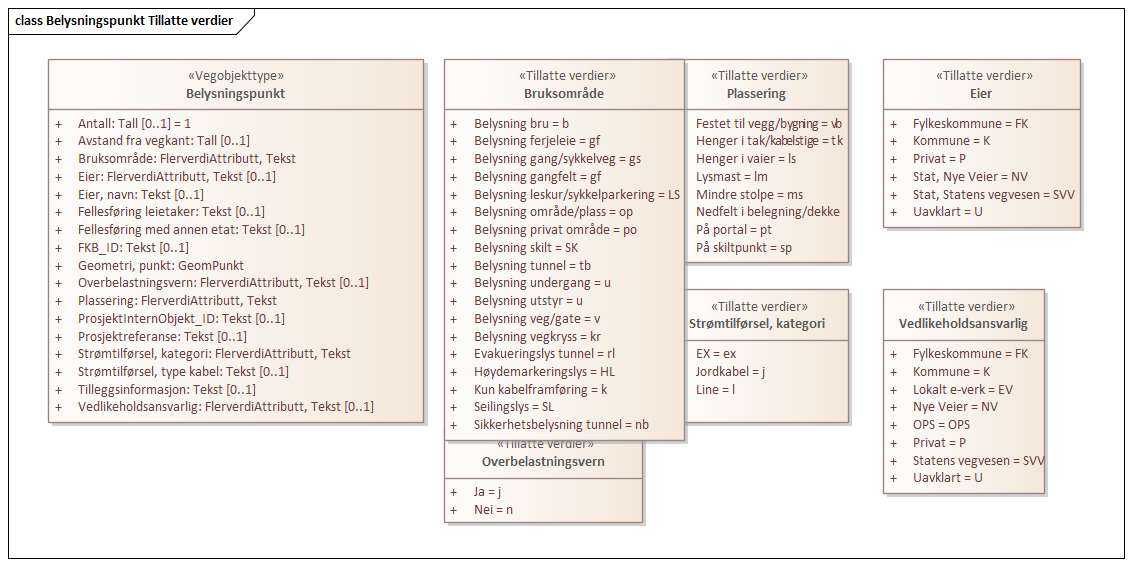 class Belysningspunkt Tillatte verdier
«Vegobjekttype»
Belysningspunkt
+ Antall: Tall [0..1] = 1
+ Avstand fra vegkant: Tall [0..1]
+ Bruksområde: FlerverdiAttributt, Tekst
+ Eier: FlerverdiAttributt, Tekst [0..1]
+ Eier, navn: Tekst [0..1]
+ Fellesføring leietaker: Tekst [0..1]
+ Fellesføring med annen etat: Tekst [0..1]
+ FKB_ID: Tekst [0..1]
+ Geometri, punkt: GeomPunkt
+ Overbelastningsvern: FlerverdiAttributt, Tekst [0..1]
+ Plassering: FlerverdiAttributt, Tekst
+ ProsjektInternObjekt_ID: Tekst [0..1]
+ Prosjektreferanse: Tekst [0..1]
+ Strømtilførsel, kategori: FlerverdiAttributt, Tekst
+ Strømtilførsel, type kabel: Tekst [0..1]
+ Tilleggsinformasjon: Tekst [0..1]
+ Vedlikeholdsansvarlig: FlerverdiAttributt, Tekst [0..1]
«Tillatte verdier»
Bruksområde
+ Belysning bru = b
+ Belysning ferjeleie = gf
+ Belysning gang/sykkelveg = gs
+ Belysning gangfelt = gf
+ Belysning leskur/sykkelparkering = LS
+ Belysning område/plass = op
+ Belysning privat område = po
+ Belysning skilt = SK
+ Belysning tunnel = tb
+ Belysning undergang = u
+ Belysning utstyr = u
+ Belysning veg/gate = v
+ Belysning vegkryss = kr
+ Evakueringslys tunnel = rl
+ Høydemarkeringslys = HL
+ Kun kabelframføring = k
+ Seilingslys = SL
+ Sikkerhetsbelysning tunnel = nb
«Tillatte verdier»
Overbelastningsvern
+ Ja = j
+ Nei = n
«Tillatte verdier»
Plassering
Festet til vegg/bygning = vb
Henger i tak/kabelstige = tk
Henger i vaier = ls
Lysmast = lm
Mindre stolpe = ms
Nedfelt i belegning/dekke
På portal = pt
På skiltpunkt = sp
«Tillatte verdier»
Strømtilførsel, kategori
EX = ex
Jordkabel = j
Line = l
«Tillatte verdier»
Eier
+ Fylkeskommune = FK
+ Kommune = K
+ Privat = P
+ Stat, Nye Veier = NV
+ Stat, Statens vegvesen = SVV
+ Uavklart = U
«Tillatte verdier»
Vedlikeholdsansvarlig
+ Fylkeskommune = FK
+ Kommune = K
+ Lokalt e-verk = EV
+ Nye Veier = NV
+ OPS = OPS
+ Privat = P
+ Statens vegvesen = SVV
+ Uavklart = U